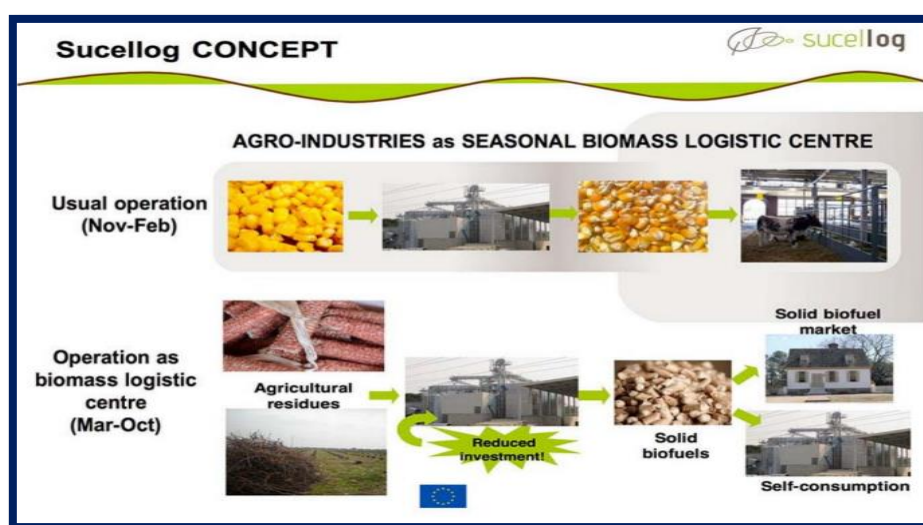 Sucellog CONCEPT
sucellog
AGRO-INDUSTRIES as SEASONAL BIOMASS LOGISTIC CENTRE
Usual operation
(Nov-Feb)
Operation as
biomass logistic
centre
(Mar-Oct)
Agricultural
residues
Reduced
investment!
Solid
biofuels
Solid biofuel
market
Self-consumption